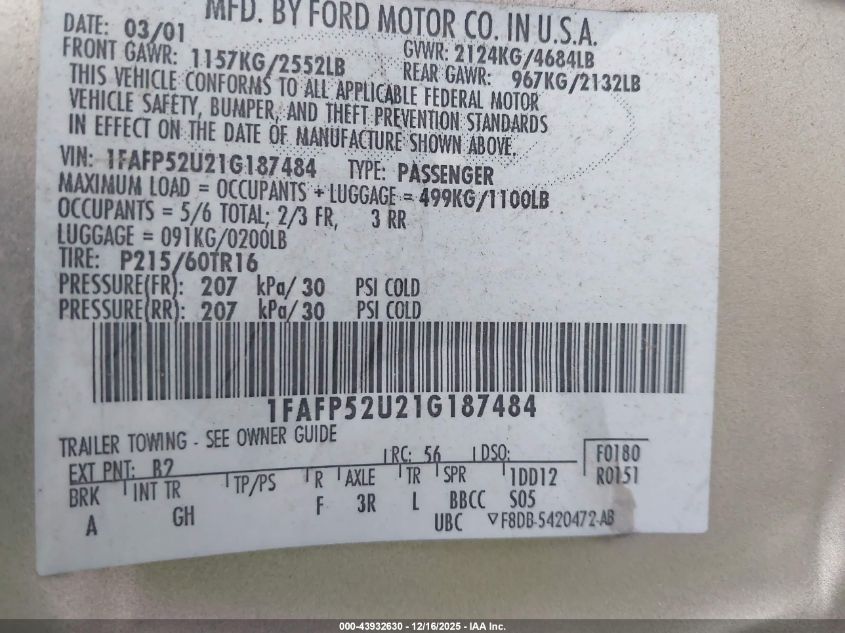 MFD. BY FORD MOTOR CO. IN U.S.A.
DATE: 03/01 GVWR: 2124KG/4684LB
FRONT GAWR: 1157KG/2552LB REAR GAWR: 967KG/2132LB
THIS VEHICLE CONFORMS TO ALL APPLICABLE FEDERAL MOTOR
VEHICLE SAFETY, BUMPER, AND THEFT PREVENTION STANDARDS
IN EFFECT ON THE DATE OF MANUFACTURE SHOWN ABOVE.
VIN: 1FAFP52U21G187484 TYPE: PASSENGER
MAXIMUM LOAD = OCCUPANTS + LUGGAGE = 499KG/1100LB
OCCUPANTS = 5/6 TOTAL; 2/3 FR, 3 RR
LUGGAGE = 091KG/0200LB
TIRE: P215/60TR16
PRESSURE(FR): 207 kPa/ 30 PSI COLD
PRESSURE(RR): 207 kPa/ 30 PSI COLD
1FAFP52U21G187484
TRAILER TOWING - SEE OWNER GUIDE
EXT PNT: B2 RC: 56 DSO: F0180
BRK INT TR TP/PS R AXLE TR SPR 1DD12 R0151
A GH F 3R L BBCC S05
UBC ▽F8DB-5420472-AB
000-43932630 - 12/16/2025 - IAA Inc.